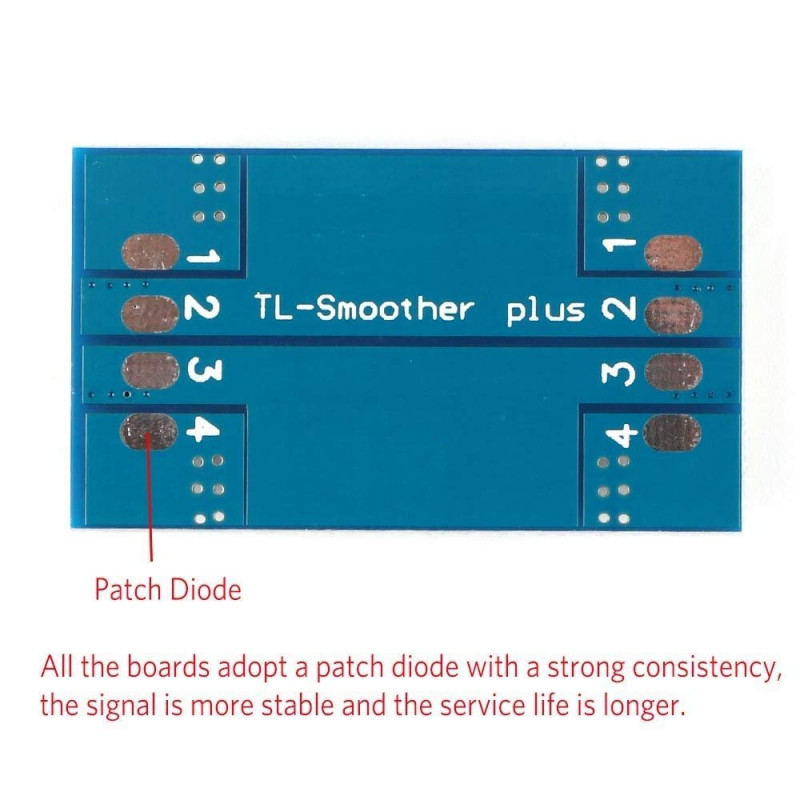 1 1
2 TL-Smoother plus 2
3 3
4 4
Patch Diode
All the boards adopt a patch diode with a strong consistency,
the signal is more stable and the service life is longer.